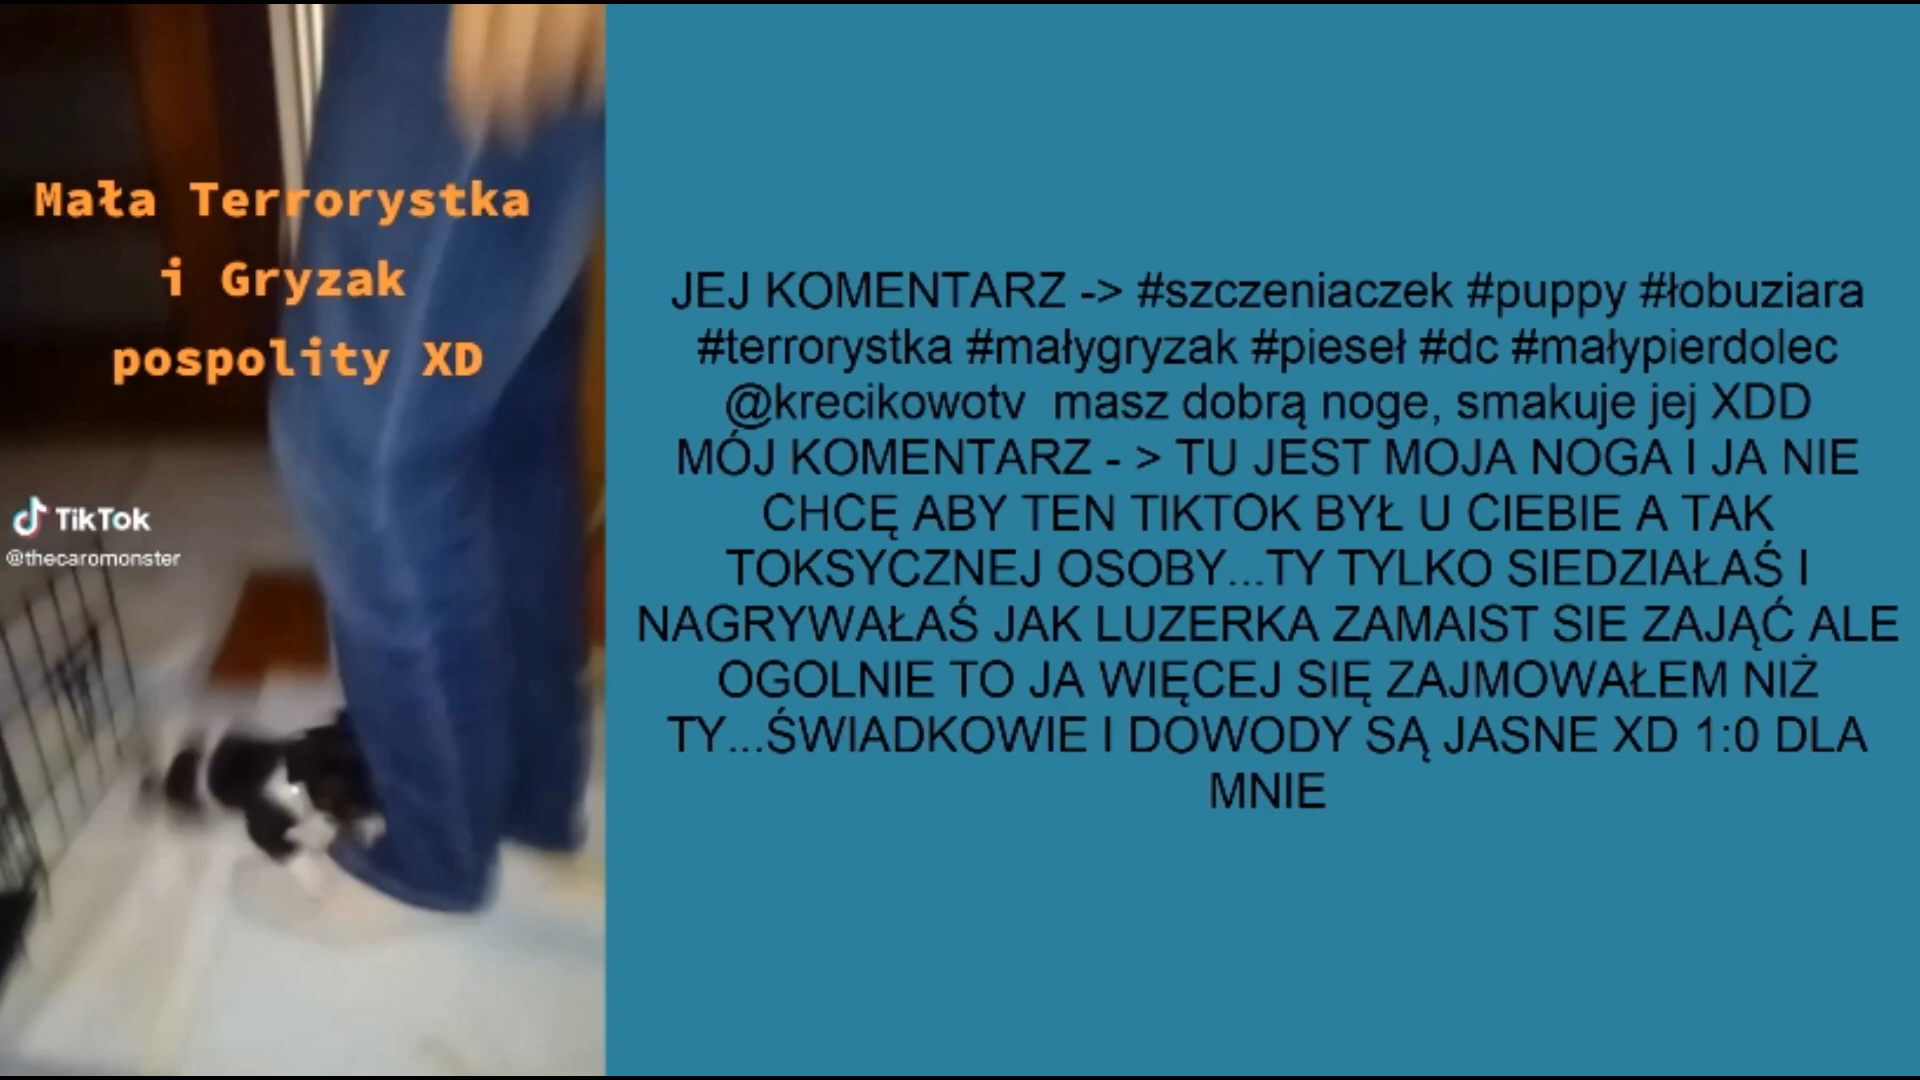 Mała Terrorystka
i Gryzak
pospolity XD
TikTok
@thecaromonster
JEJ KOMENTARZ -> #szczeniaczek #puppy #łobuziara
#terrorystka #małygryzak #pieseł #dc #małypierdolec
@krecikowotv masz dobrą noge, smakuje jej XDD
MÓJ KOMENTARZ - > TU JEST MOJA NOGA I JA NIE
CHCĘ ABY TEN TIKTOK BYŁ U CIEBIE A TAK
TOKSYCZNEJ OSOBY...TY TYLKO SIEDZIAŁAŚ I
NAGRYWAŁAŚ JAK LUZERKA ZAMAIST SIE ZAJĄĆ ALE
OGOLNIE TO JA WIĘCEJ SIĘ ZAJMOWAŁEM NIŻ
TY...ŚWIADKOWIE I DOWODY SĄ JASNE XD 1:0 DLA
MNIE